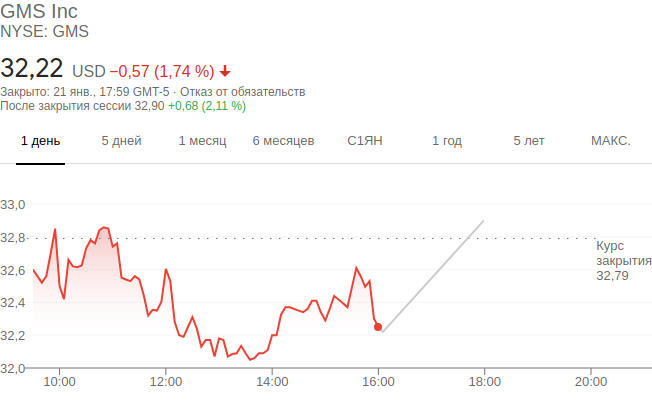 GMS Inc
NYSE: GMS
32,22 USD −0,57 (1,74 %)
Закрыто: 21 янв., 17:59 GMT-5 · Отказ от обязательств
После закрытия сессии 32,90 +0,68 (2,11 %)
1 день 5 дней 1 месяц 6 месяцев С1ЯН 1 год 5 лет МАКС.
33,0
32,8
Курс
закрытия
32,79
32,6
32,4
32,2
32,0
10:00 12:00 14:00 16:00 18:00 20:00